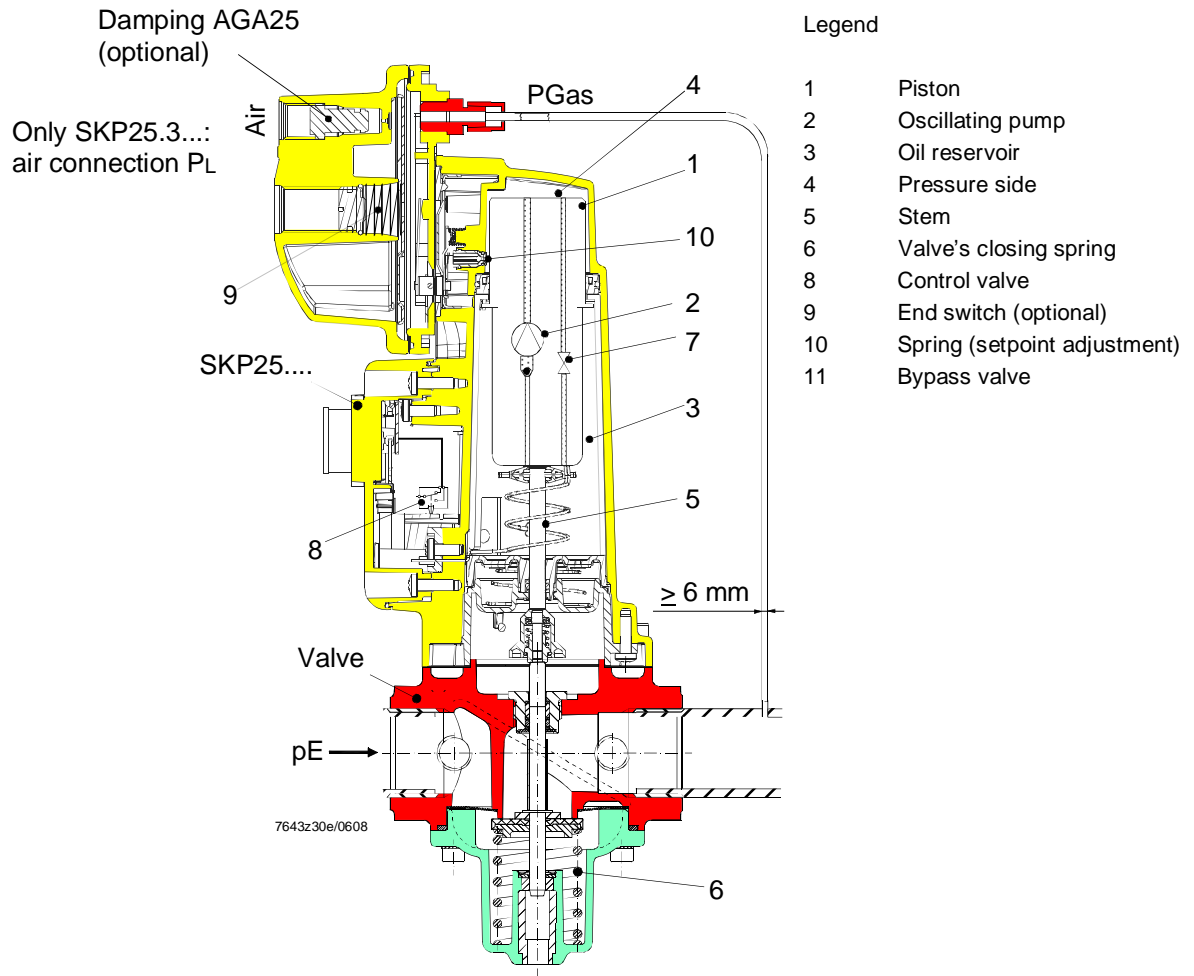 Damping AGA25
(optional)
Only SKP25.3...:
air connection PL
Air
PGas
4
1
10
9
2
7
SKP25....
3
5
8
≥ 6 mm
Valve
pE
7643z30e/0608
6
Legend
1 Piston
2 Oscillating pump
3 Oil reservoir
4 Pressure side
5 Stem
6 Valve's closing spring
8 Control valve
9 End switch (optional)
10 Spring (setpoint adjustment)
11 Bypass valve